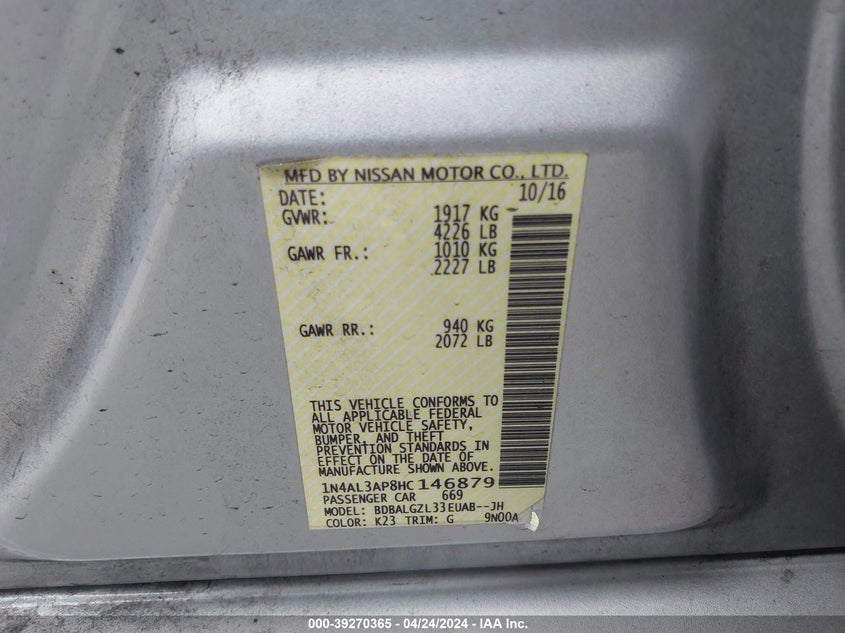 MFD BY NISSAN MOTOR CO., LTD.
DATE: 10/16
GVWR: 1917 KG
4226 LB
GAWR FR.: 1010 KG
2227 LB
GAWR RR.: 940 KG
2072 LB
THIS VEHICLE CONFORMS TO
ALL APPLICABLE FEDERAL
MOTOR VEHICLE SAFETY,
BUMPER, AND THEFT
PREVENTION STANDARDS IN
EFFECT ON THE DATE OF
MANUFACTURE SHOWN ABOVE.
1N4AL3AP8HC146879
PASSENGER CAR 669
MODEL: BDBALGZL33EUAB--JH
COLOR: K23 TRIM: G 9N00A
000-39270365 / 04/24/2024 - IAA Inc.